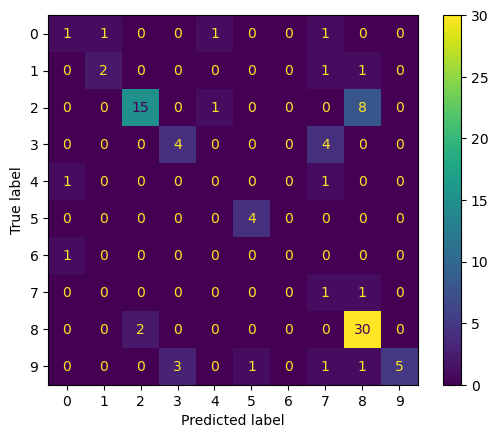 0 1 1 0 0 1 0 0 1 0 0
1 0 2 0 0 0 0 0 1 1 0
2 0 0 15 0 1 0 0 0 8 0
3 0 0 0 4 0 0 0 4 0 0
4 1 0 0 0 0 0 0 1 0 0
5 0 0 0 0 0 4 0 0 0 0
6 1 0 0 0 0 0 0 0 0 0
7 0 0 0 0 0 0 0 1 1 0
8 0 0 2 0 0 0 0 0 30 0
9 0 0 0 3 0 1 0 1 1 5
0 1 2 3 4 5 6 7 8 9
Predicted label
True label
30
25
20
15
10
5
0